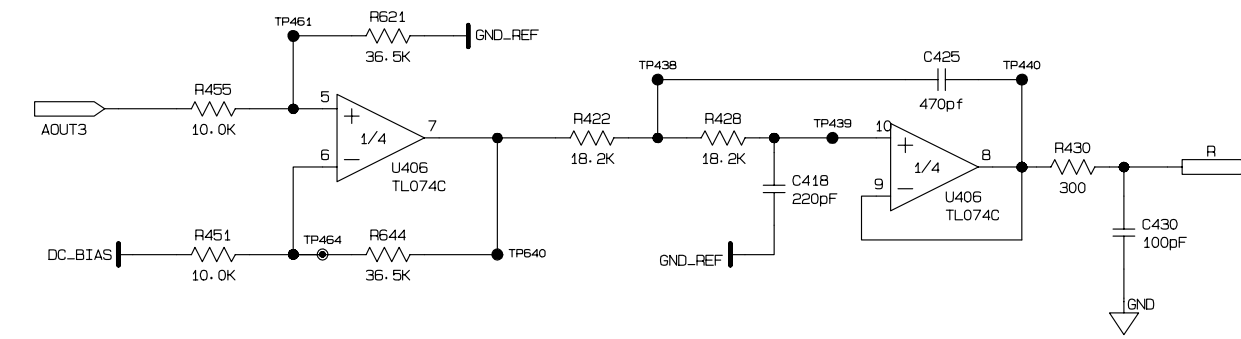 TP461
R621
36.5K
GND_REF
AOUT3
R455
10.0K
5
6
7
+
−
1/4
U406
TL074C
DC_BIAS
R451
10.0K
TP464
R644
36.5K
TP640
R422
18.2K
TP438
R428
18.2K
C425
470pf
TP440
TP439
C418
220pF
GND_REF
10
9
8
+
−
1/4
U406
TL074C
R430
300
R
C430
100pF
GND